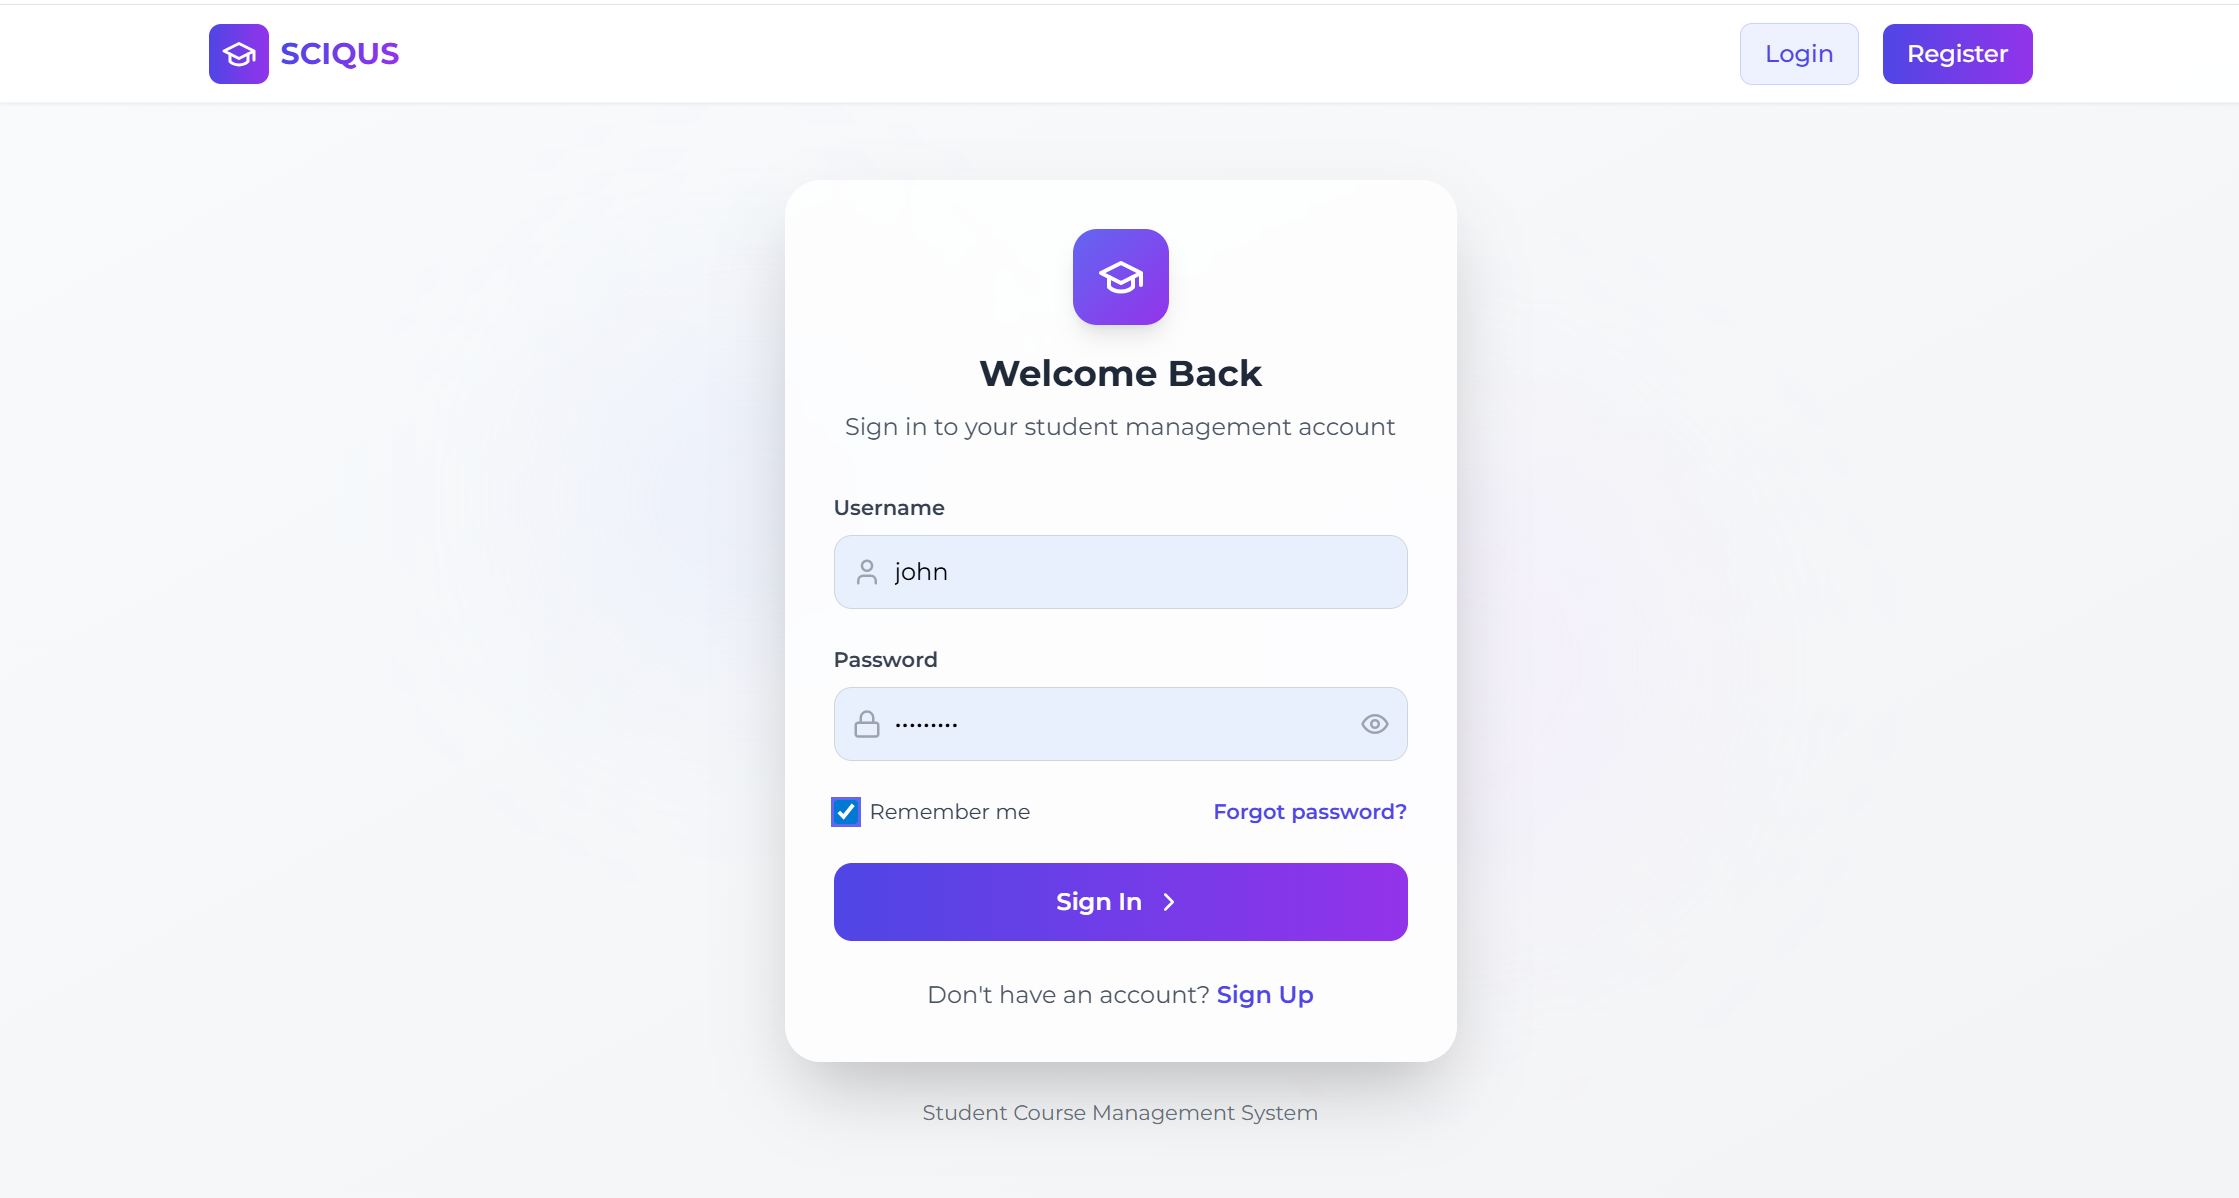 SCIQUS
Login
Register
Welcome Back
Sign in to your student management account
Username
john
Password
•••••••••
Remember me
Forgot password?
Sign In
Don't have an account? Sign Up
Student Course Management System